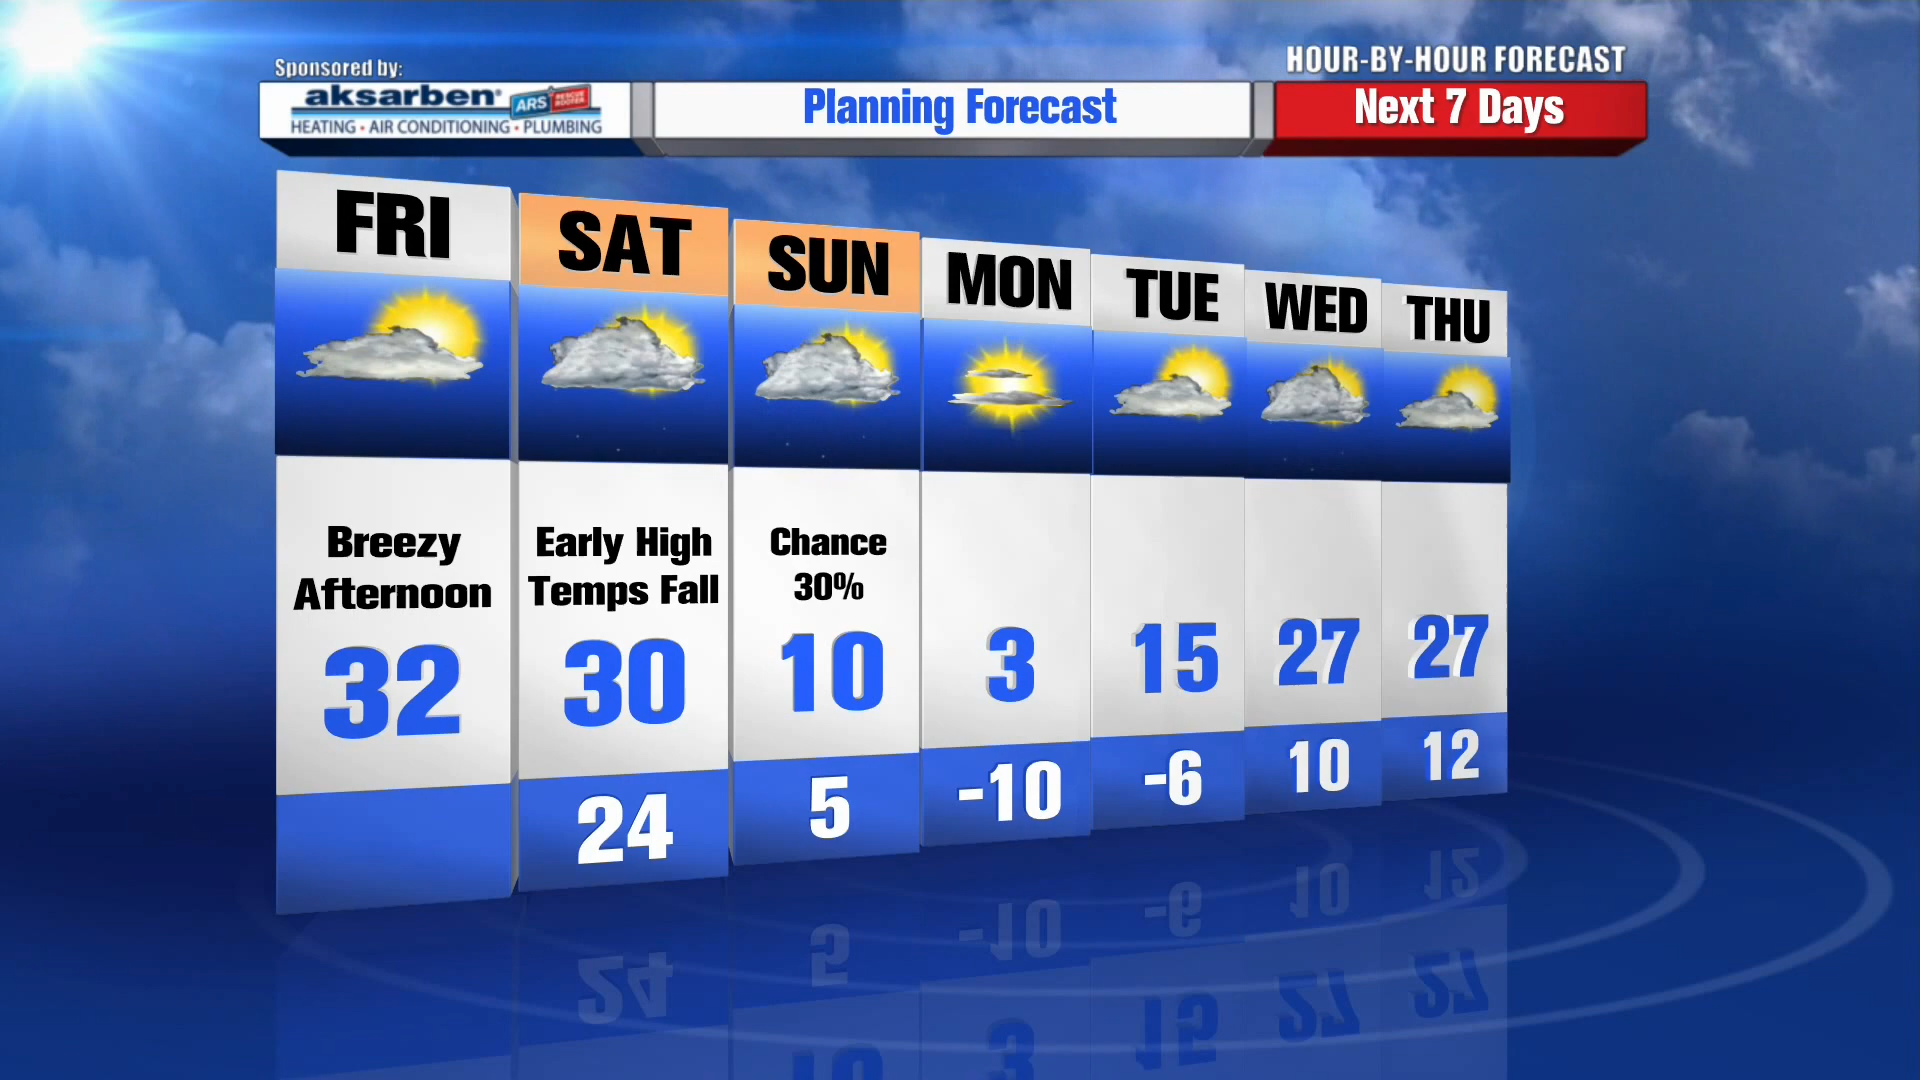 Sponsored by:
aksarben®
ARS RESCUE ROOTER
HEATING • AIR CONDITIONING • PLUMBING
Planning Forecast
HOUR-BY-HOUR FORECAST
Next 7 Days
FRI
Breezy
Afternoon
32
SAT
Early High
Temps Fall
30
24
SUN
Chance
30%
10
5
MON
3
-10
TUE
15
-6
WED
27
10
THU
27
12